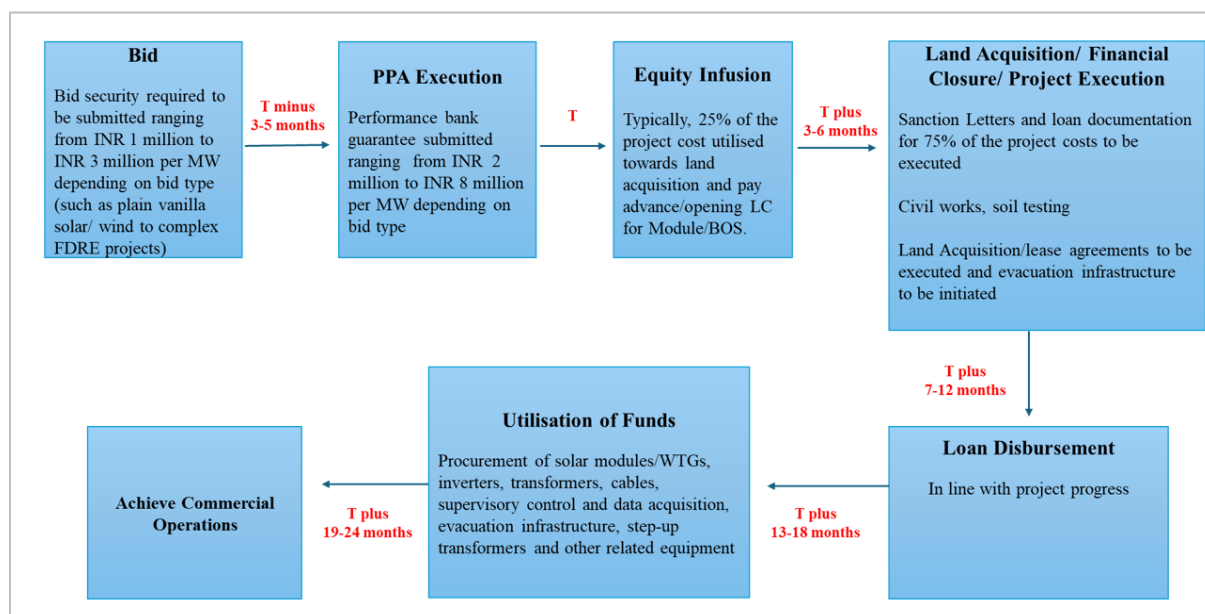 Bid
Bid security required to
be submitted ranging
from INR 1 million to
INR 3 million per MW
depending on bid type
(such as plain vanilla
solar/ wind to complex
FDRE projects)
T minus
3-5 months
PPA Execution
Performance bank
guarantee submitted
ranging from INR 2
million to INR 8 million
per MW depending on
bid type
T
Equity Infusion
Typically, 25% of the
project cost utilised
towards land
acquisition and pay
advance/opening LC
for Module/BOS.
T plus
3-6 months
Land Acquisition/ Financial
Closure/ Project Execution
Sanction Letters and loan documentation
for 75% of the project costs to be
executed
Civil works, soil testing
Land Acquisition/lease agreements to be
executed and evacuation infrastructure
to be initiated
T plus
7-12 months
Loan Disbursement
In line with project progress
T plus
13-18 months
Utilisation of Funds
Procurement of solar modules/WTGs,
inverters, transformers, cables,
supervisory control and data acquisition,
evacuation infrastructure, step-up
transformers and other related equipment
T plus
19-24 months
Achieve Commercial
Operations